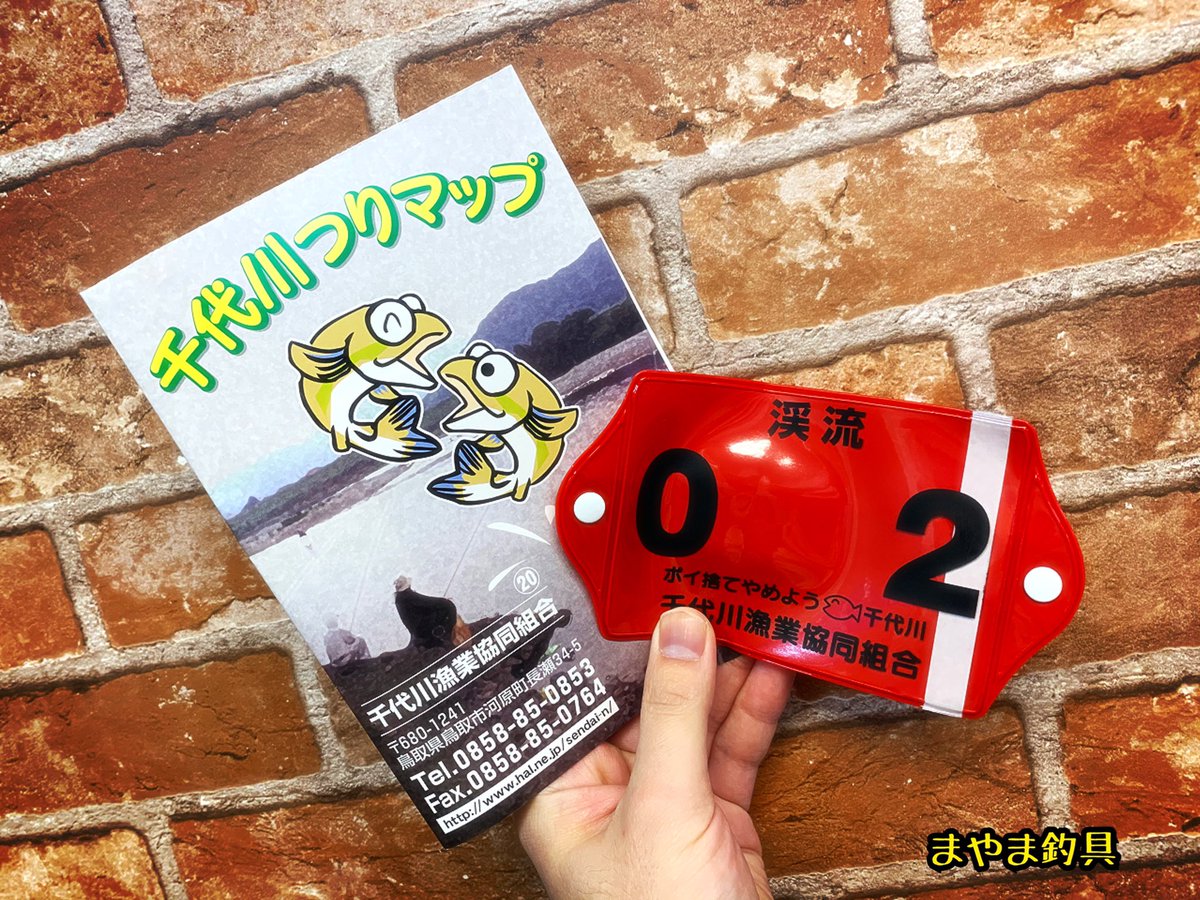 千代川つりマップ
⑳
千代川漁業協同組合
〒680-1241
鳥取県鳥取市河原町長瀬34-5
Tel.0858-85-0853
Fax.0858-85-0764
http://www.hal.ne.jp/sendai-n/
渓流
0 2
ポイ捨てやめよう 千代川
千代川漁業協同組合
まやま釣具